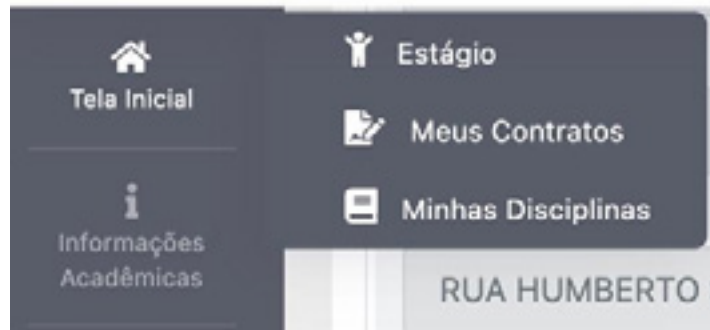 Tela Inicial
Informações
Acadêmicas
Estágio
Meus Contratos
Minhas Disciplinas
RUA HUMBERTO